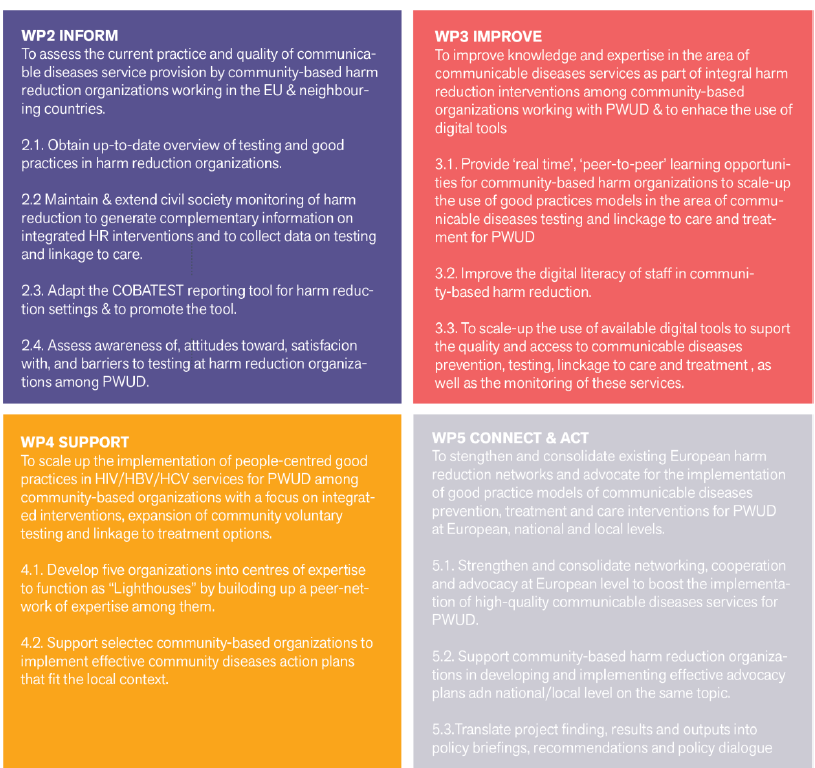 WP2 INFORM
To assess the current practice and quality of communica-
ble diseases service provision by community-based harm
reduction organizations working in the EU & neighbour-
ing countries.
2.1. Obtain up-to-date overview of testing and good
practices in harm reduction organizations.
2.2 Maintain & extend civil society monitoring of harm
reduction to generate complementary information on
integrated HR interventions and to collect data on testing
and linkage to care.
2.3. Adapt the COBATEST reporting tool for harm reduc-
tion settings & to promote the tool.
2.4. Assess awareness of, attitudes toward, satisfacion
with, and barriers to testing at harm reduction organiza-
tions among PWUD.
WP3 IMPROVE
To improve knowledge and expertise in the area of
communicable diseases services as part of integral harm
reduction interventions among community-based
organizations working with PWUD & to enhace the use of
digital tools
3.1. Provide ‘real time’, ‘peer-to-peer’ learning opportuni-
ties for community-based harm organizations to scale-up
the use of good practices models in the area of commu-
nicable diseases testing and linckage to care and treat-
ment for PWUD
3.2. Improve the digital literacy of staff in communi-
ty-based harm reduction.
3.3. To scale-up the use of available digital tools to suport
the quality and access to communicable diseases
prevention, testing, linckage to care and treatment , as
well as the monitoring of these services.
WP4 SUPPORT
To scale up the implementation of people-centred good
practices in HIV/HBV/HCV services for PWUD among
community-based organizations with a focus on integrat-
ed interventions, expansion of community voluntary
testing and linkage to treatment options.
4.1. Develop five organizations into centres of expertise
to function as “Lighthouses” by builoding up a peer-net-
work of expertise among them.
4.2. Support selectec community-based organizations to
implement effective community diseases action plans
that fit the local context.
WP5 CONNECT & ACT
To stengthen and consolidate existing European harm
reduction networks and advocate for the implementation
of good practice models of communicable diseases
prevention, treatment and care interventions for PWUD
at European, national and local levels.
5.1. Strengthen and consolidate networking, cooperation
and advocacy at European level to boost the implementa-
tion of high-quality communicable diseases services for
PWUD.
5.2. Support community-based harm reduction organiza-
tions in developing and implementing effective advocacy
plans adn national/local level on the same topic.
5.3.Translate project finding, results and outputs into
policy briefings, recommendations and policy dialogue